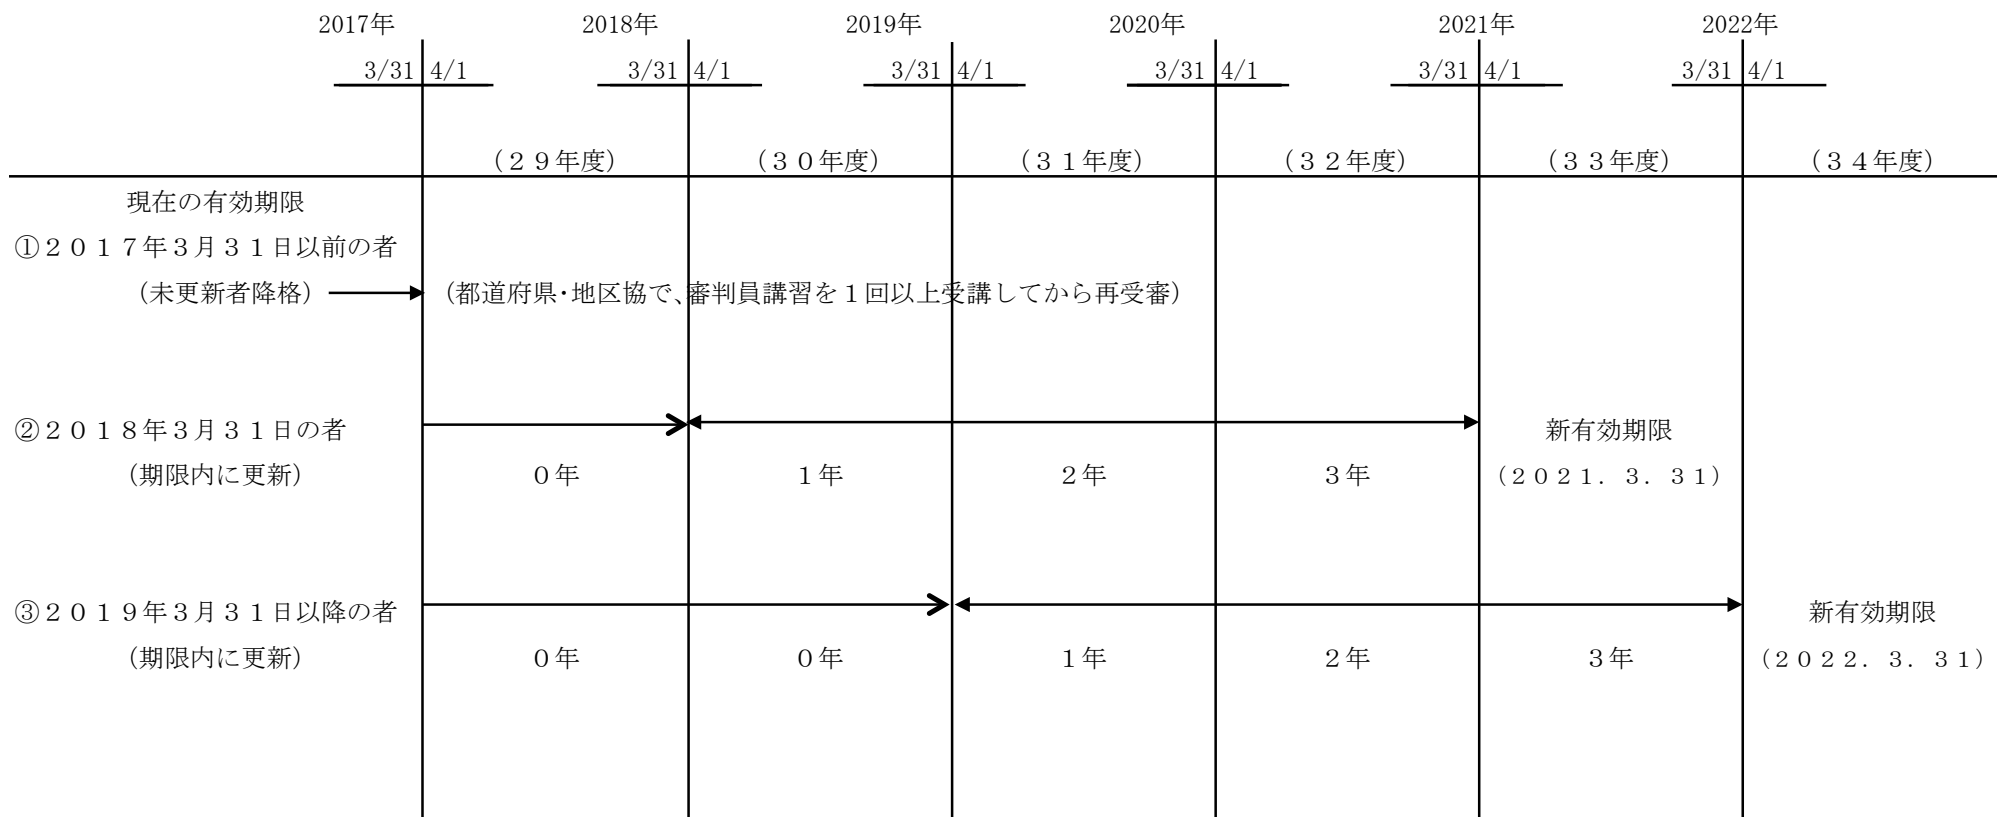 2017年 2018年 2019年 2020年 2021年 2022年
3/31 4/1 3/31 4/1 3/31 4/1 3/31 4/1 3/31 4/1 3/31 4/1
（２９年度） （３０年度） （３１年度） （３２年度） （３３年度） （３４年度）
現在の有効期限
①２０１７年３月３１日以前の者
（未更新者降格） （都道府県・地区協で、審判員講習を１回以上受講してから再受審）
②２０１８年３月３１日の者 新有効期限
（期限内に更新） ０年 １年 ２年 ３年 （２０２１．３．３１）
③２０１９年３月３１日以降の者 新有効期限
（期限内に更新） ０年 ０年 １年 ２年 ３年 （２０２２．３．３１）